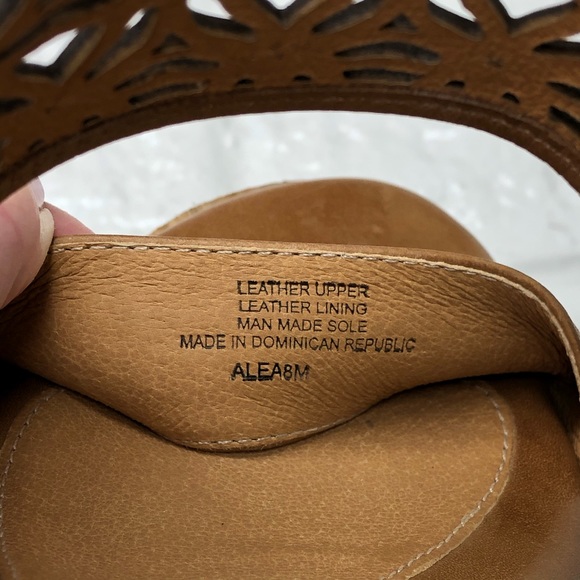 LEATHER UPPER
LEATHER LINING
MAN MADE SOLE
MADE IN DOMINICAN REPUBLIC
ALEA8M